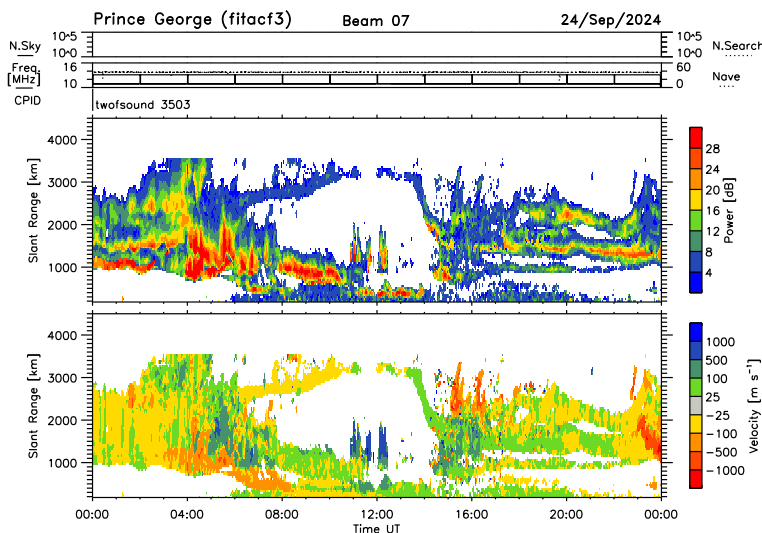 Prince George (fitacf3) Beam 07 24/Sep/2024
N.Sky 10^5 10^0 10^5 10^0 N.Search
Freq. [MHz] 16 10 60 0 Nave
CPID twofsound 3503
Slant Range [km] 4000 3000 2000 1000
28 24 20 16 12 8 4 Power [dB]
Slant Range [km] 4000 3000 2000 1000
1000 500 100 25 −25 −100 −500 −1000 Velocity [m s⁻¹]
00:00 04:00 08:00 12:00 16:00 20:00 00:00
Time UT